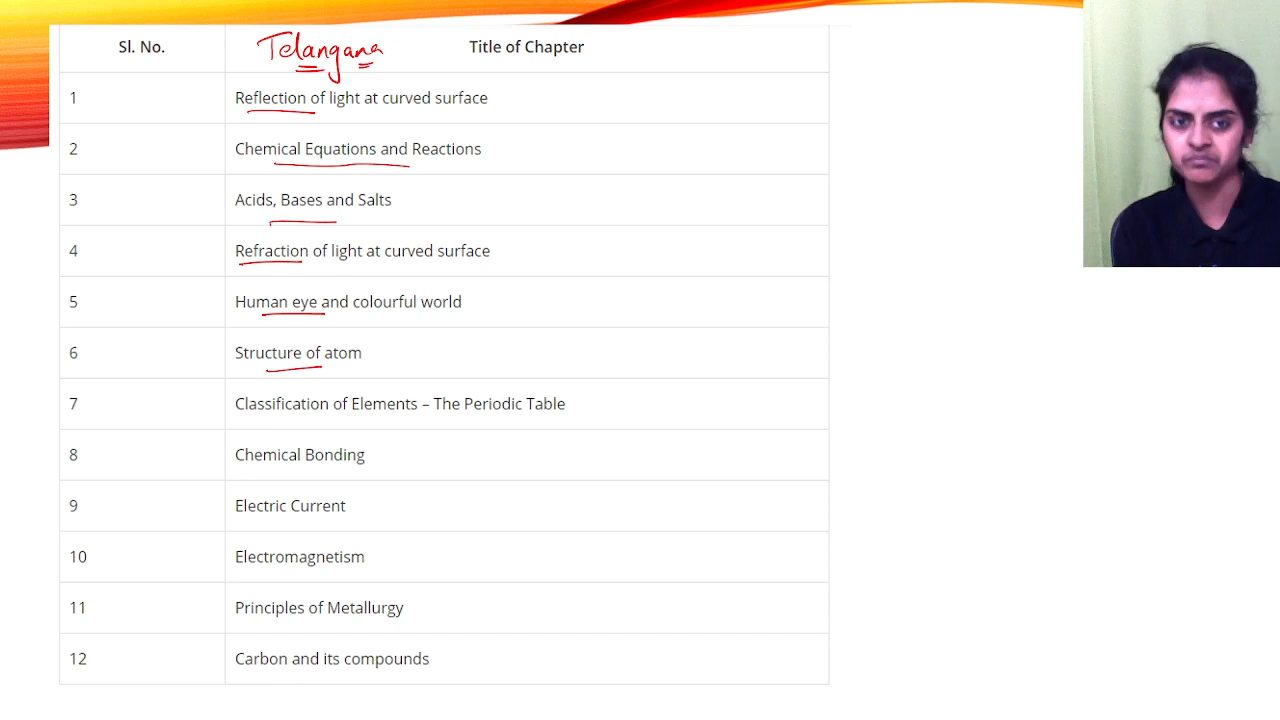 Sl. No. Telangana Title of Chapter
1 Reflection of light at curved surface
2 Chemical Equations and Reactions
3 Acids, Bases and Salts
4 Refraction of light at curved surface
5 Human eye and colourful world
6 Structure of atom
7 Classification of Elements – The Periodic Table
8 Chemical Bonding
9 Electric Current
10 Electromagnetism
11 Principles of Metallurgy
12 Carbon and its compounds